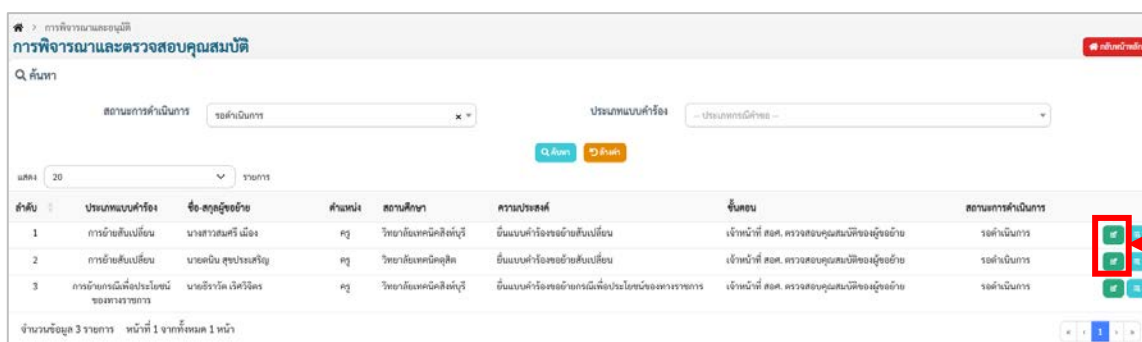 การพิจารณาและอนุมัติ
การพิจารณาและตรวจสอบคุณสมบัติ
กลับหน้าหลัก
ค้นหา
สถานะการดำเนินการ รอดำเนินการ ประเภทแบบคำร้อง -- ประเภทกรณีคำขอ --
ค้นหา ล้างค่า
แสดง 20 รายการ
ลำดับ ประเภทแบบคำร้อง ชื่อ-สกุลผู้ขอย้าย ตำแหน่ง สถานศึกษา ความประสงค์ ขั้นตอน สถานะการดำเนินการ
1 การย้ายสับเปลี่ยน นางสาวสมศรี เมือง ครู วิทยาลัยเทคนิคสิงห์บุรี ยื่นแบบคำร้องขอย้ายสับเปลี่ยน เจ้าหน้าที่ สอศ. ตรวจสอบคุณสมบัติของผู้ขอย้าย รอดำเนินการ
2 การย้ายสับเปลี่ยน นายดนิน สุขประเสริฐ ครู วิทยาลัยเทคนิคดุสิต ยื่นแบบคำร้องขอย้ายสับเปลี่ยน เจ้าหน้าที่ สอศ. ตรวจสอบคุณสมบัติของผู้ขอย้าย รอดำเนินการ
3 การย้ายกรณีเพื่อประโยชน์ นายธีราวัต เริศวิจิตร ครู วิทยาลัยเทคนิคสิงห์บุรี ยื่นแบบคำร้องขอย้ายกรณีเพื่อประโยชน์ของทางราชการ เจ้าหน้าที่ สอศ. ตรวจสอบคุณสมบัติของผู้ขอย้าย รอดำเนินการ
ของทางราชการ
จำนวนข้อมูล 3 รายการ หน้าที่ 1 จากทั้งหมด 1 หน้า
« ‹ 1 › »